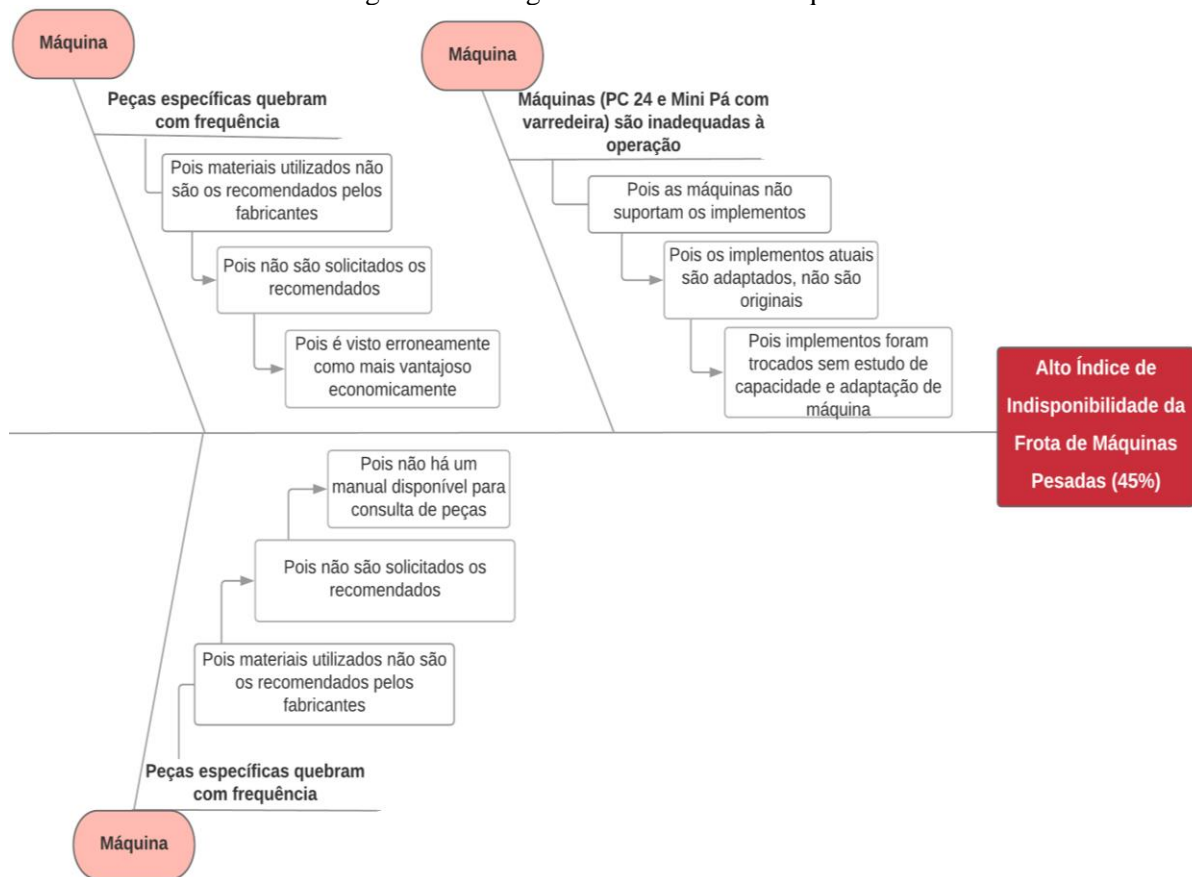 Máquina
Peças específicas quebram
com frequência
Pois materiais utilizados não
são os recomendados pelos
fabricantes
Pois não são solicitados os
recomendados
Pois é visto erroneamente
como mais vantajoso
economicamente
Máquina
Máquinas (PC 24 e Mini Pá com
varredeira) são inadequadas à
operação
Pois as máquinas não
suportam os implementos
Pois os implementos atuais
são adaptados, não são
originais
Pois implementos foram
trocados sem estudo de
capacidade e adaptação de
máquina
Alto Índice de
Indisponibilidade da
Frota de Máquinas
Pesadas (45%)
Pois não há um
manual disponível para
consulta de peças
Pois não são solicitados os
recomendados
Pois materiais utilizados não são
os recomendados pelos
fabricantes
Peças específicas quebram
com frequência
Máquina